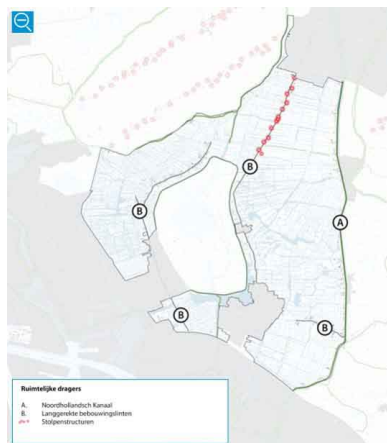 B
A
B
B
B
Ruimtelijke dragers
A. Noordhollandsch Kanaal
B. Langgerekte bebouwingslinten
Stolpenstructuren